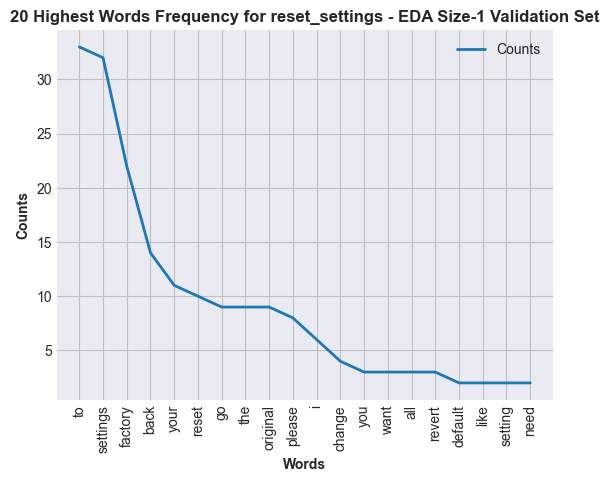 20 Highest Words Frequency for reset_settings - EDA Size-1 Validation Set
Counts
30
25
20
15
10
5
Counts
to
settings
factory
back
your
reset
go
the
original
please
i
change
you
want
all
revert
default
like
setting
need
Words